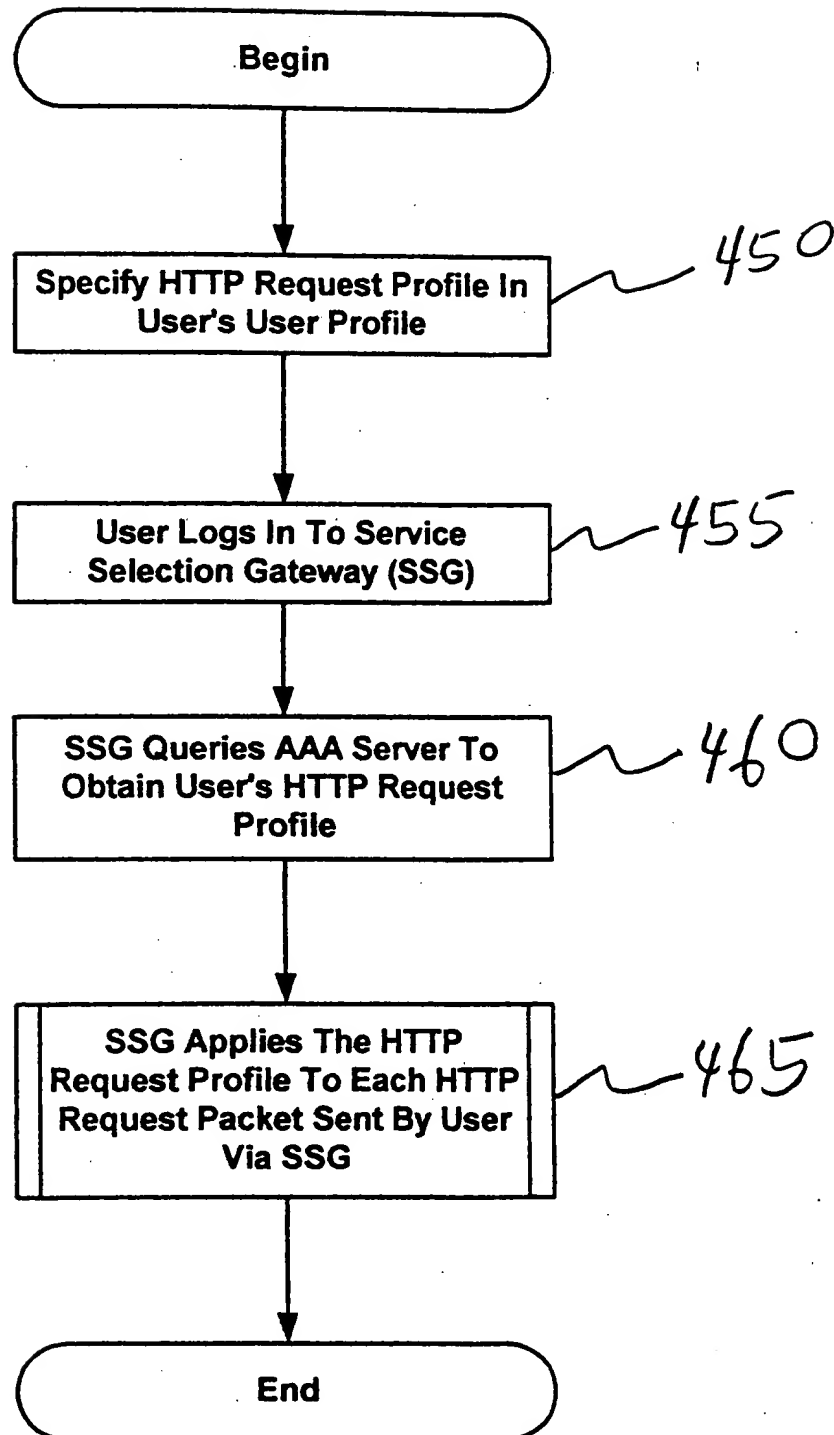 Begin
Specify HTTP Request Profile In
User's User Profile
450
User Logs In To Service
Selection Gateway (SSG)
455
SSG Queries AAA Server To
Obtain User's HTTP Request
Profile
460
SSG Applies The HTTP
Request Profile To Each HTTP
Request Packet Sent By User
Via SSG
465
End